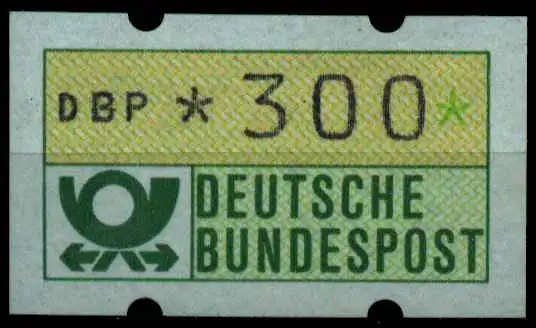 DBP * 300*
DEUTSCHE
BUNDESPOST